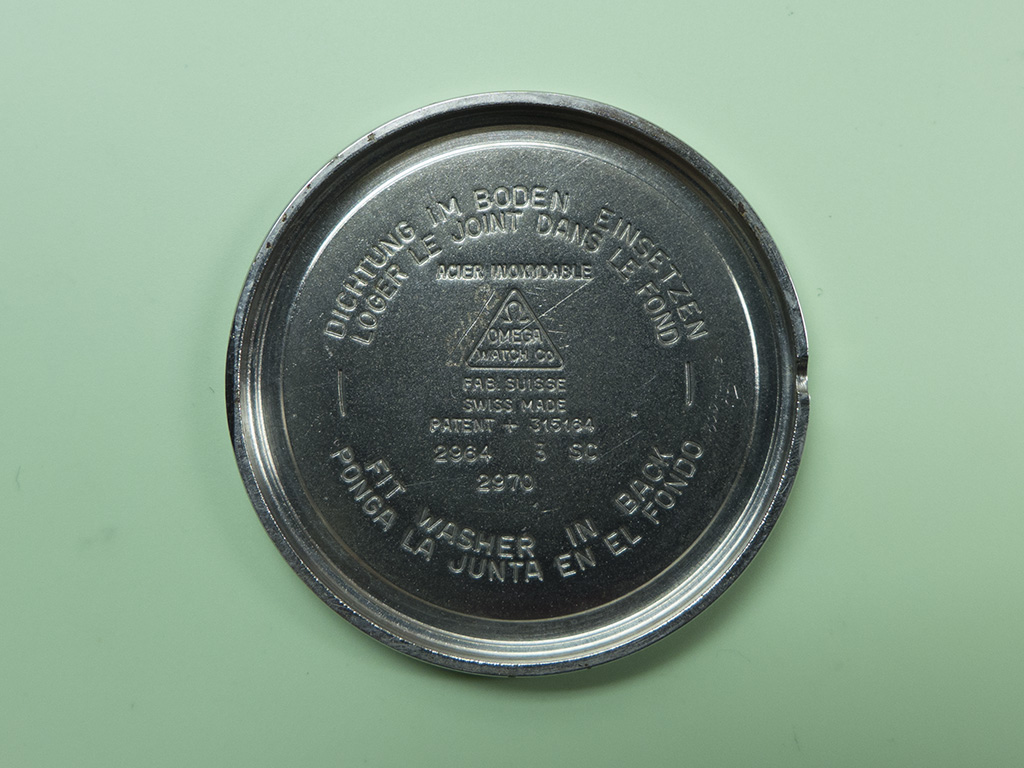 DICHTUNG IM BODEN EINSETZEN
LOGER LE JOINT DANS LE FOND
ACIER INOXYDABLE
Ω
OMEGA
WATCH Co
FAB. SUISSE
SWISS MADE
PATENT + 315164
2964 3 SC
2970
FIT WASHER IN BACK
PONGA LA JUNTA EN EL FONDO